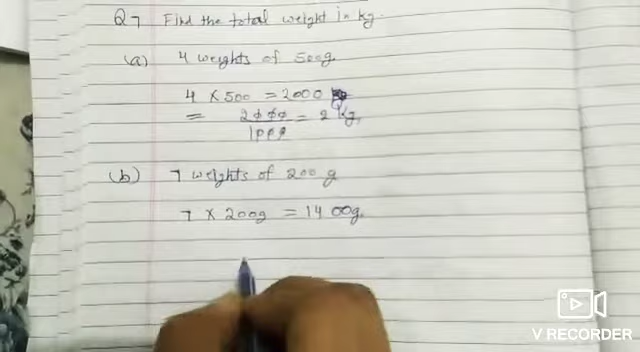 Q7 Find the total weight in kg.
(a) 4 weights of 500g.
4 × 500 = 2000
= 2000/1000 = 2 kg.
(b) 7 weights of 200 g
7 × 200g = 1400g.
V RECORDER